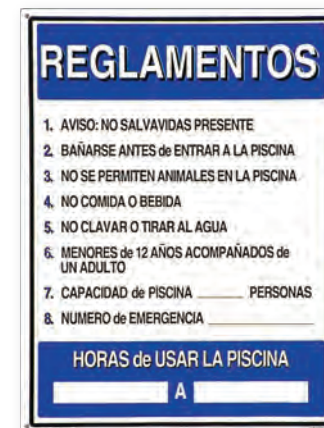 REGLAMENTOS
1. AVISO: NO SALVAVIDAS PRESENTE
2. BAÑARSE ANTES de ENTRAR A LA PISCINA
3. NO SE PERMITEN ANIMALES EN LA PISCINA
4. NO COMIDA O BEBIDA
5. NO CLAVAR O TIRAR AL AGUA
6. MENORES de 12 AÑOS ACOMPAÑADOS de
UN ADULTO
7. CAPACIDAD de PISCINA ______ PERSONAS
8. NUMERO de EMERGENCIA ______________
HORAS de USAR LA PISCINA
A